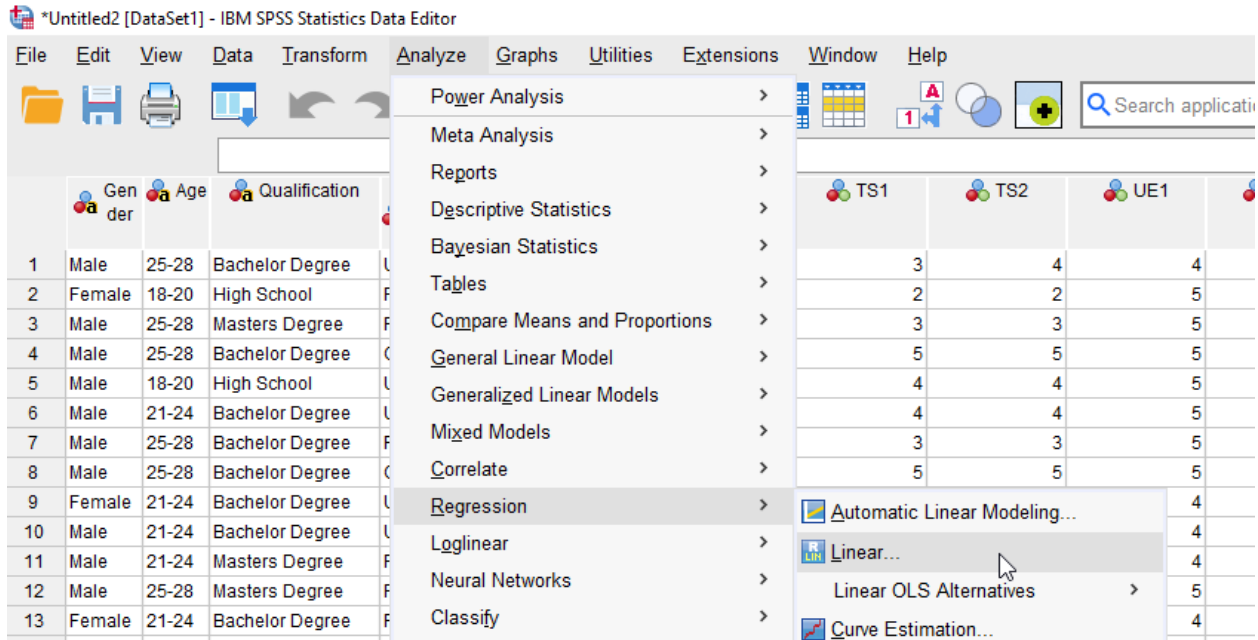 *Untitled2 [DataSet1] - IBM SPSS Statistics Data Editor
File Edit View Data Transform Analyze Graphs Utilities Extensions Window Help
Search applicati
Gender Age Qualification TS1 TS2 UE1
1 Male 25-28 Bachelor Degree 3 4 4
2 Female 18-20 High School 2 2 5
3 Male 25-28 Masters Degree 3 3 5
4 Male 25-28 Bachelor Degree 5 5 5
5 Male 18-20 High School 4 4 5
6 Male 21-24 Bachelor Degree 4 4 5
7 Male 25-28 Bachelor Degree 3 3 5
8 Male 25-28 Bachelor Degree 5 5 5
9 Female 21-24 Bachelor Degree 4
10 Male 21-24 Bachelor Degree 4
11 Male 21-24 Masters Degree 4
12 Male 25-28 Masters Degree 5
13 Female 21-24 Bachelor Degree 4
Power Analysis
Meta Analysis
Reports
Descriptive Statistics
Bayesian Statistics
Tables
Compare Means and Proportions
General Linear Model
Generalized Linear Models
Mixed Models
Correlate
Regression
Loglinear
Neural Networks
Classify
Automatic Linear Modeling...
Linear...
Linear OLS Alternatives
Curve Estimation...